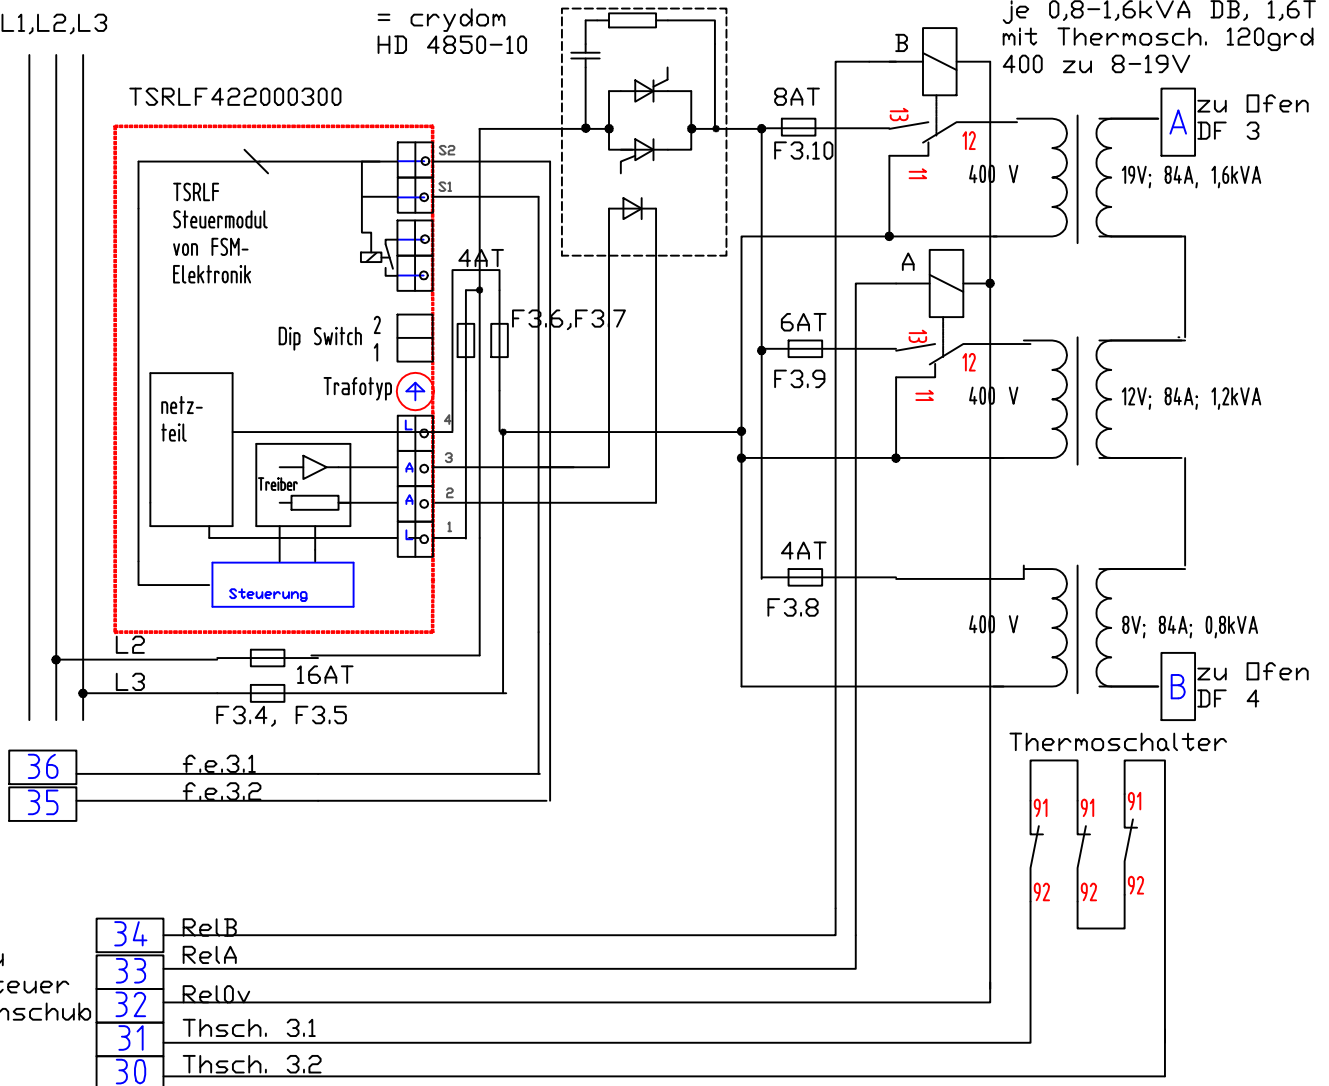 L1,L2,L3
= crydom
HD 4850-10
je 0,8-1,6kVA DB, 1,6T
mit Thermosch. 120grd
400 zu 8-19V
B
TSRLF422000300
8AT
F3.10
13
12
11
400 V
A
zu Ofen
DF 3
19V; 84A, 1,6kVA
S2
S1
TSRLF
Steuermodul
von FSM-
Elektronik
4AT
F3.6,F3.7
A
Dip Switch
2
1
6AT
F3.9
13
12
11
400 V
12V; 84A; 1,2kVA
Trafotyp
netz-
teil
L
4
A
3
Treiber
A
2
L
1
Steuerung
4AT
F3.8
400 V
8V; 84A; 0,8kVA
B
zu Ofen
DF 4
L2
16AT
L3
F3.4, F3.5
36
f.e.3.1
35
f.e.3.2
Thermoschalter
91
91
91
92
92
92
34
RelB
33
RelA
32
Rel0v
31
Thsch. 3.1
30
Thsch. 3.2
teuer
nschub